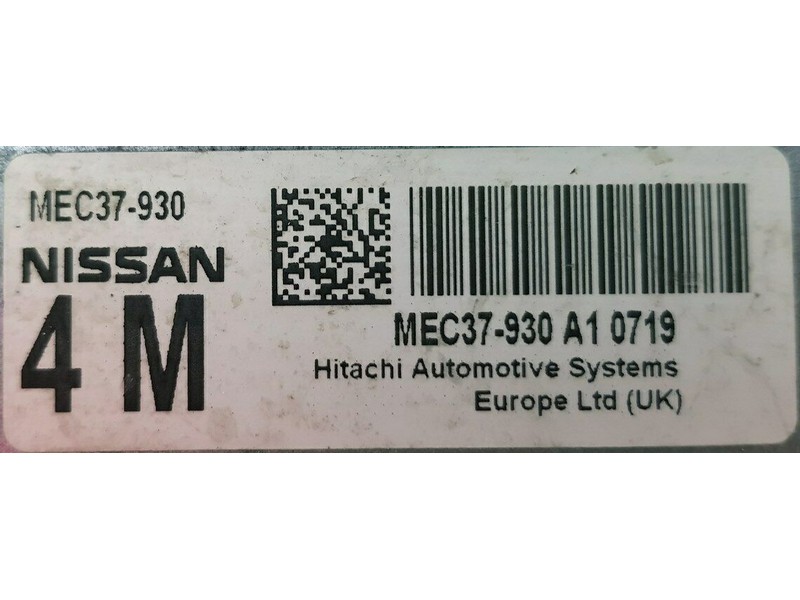 MEC37-930
NISSAN
4 M
MEC37-930 A1 0719
Hitachi Automotive Systems
Europe Ltd (UK)